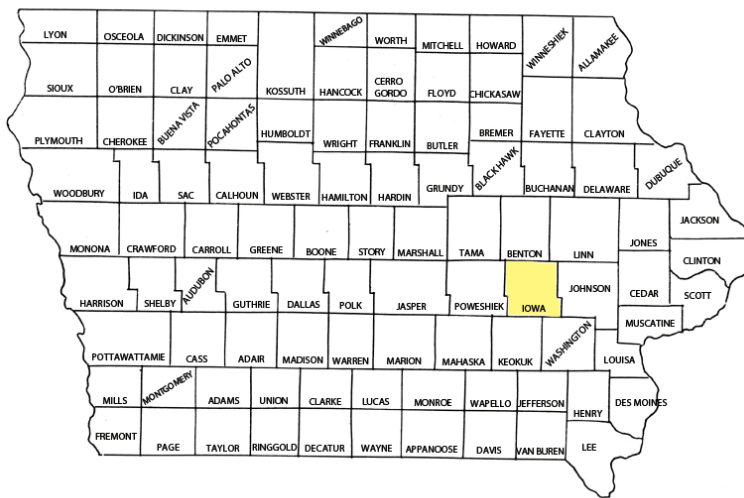 LYON OSCEOLA DICKINSON EMMET WINNEBAGO WORTH MITCHELL HOWARD WINNESHIEK ALLAMAKEE
SIOUX O'BRIEN CLAY PALO ALTO KOSSUTH HANCOCK CERRO GORDO FLOYD CHICKASAW
PLYMOUTH CHEROKEE BUENA VISTA POCAHONTAS HUMBOLDT WRIGHT FRANKLIN BUTLER BREMER FAYETTE CLAYTON
WOODBURY IDA SAC CALHOUN WEBSTER HAMILTON HARDIN GRUNDY BLACK HAWK BUCHANAN DELAWARE DUBUQUE
MONONA CRAWFORD CARROLL GREENE BOONE STORY MARSHALL TAMA BENTON LINN JONES JACKSON
CLINTON
HARRISON SHELBY AUDUBON GUTHRIE DALLAS POLK JASPER POWESHIEK IOWA JOHNSON CEDAR SCOTT
MUSCATINE
POTTAWATTAMIE CASS ADAIR MADISON WARREN MARION MAHASKA KEOKUK WASHINGTON LOUISA
MILLS MONTGOMERY ADAMS UNION CLARKE LUCAS MONROE WAPELLO JEFFERSON HENRY DES MOINES
FREMONT PAGE TAYLOR RINGGOLD DECATUR WAYNE APPANOOSE DAVIS VAN BUREN LEE